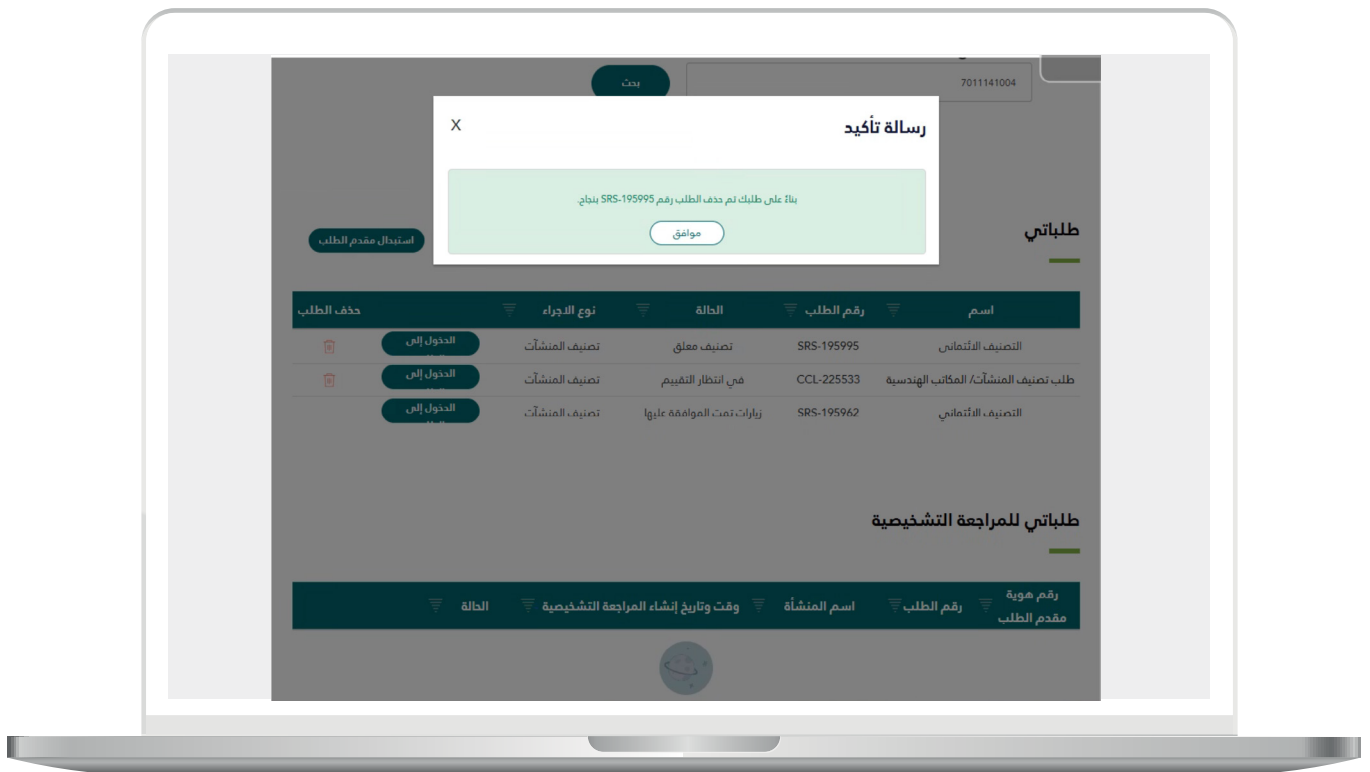 7011141004
بحث
رسالة تأكيد
X
بناءً على طلبك تم حذف الطلب رقم SRS-195995 بنجاح.
موافق
طلباتي
استبدال مقدم الطلب
اسم
رقم الطلب
الحالة
نوع الاجراء
حذف الطلب
التصنيف الائتماني
SRS-195995
تصنيف معلق
تصنيف المنشآت
الدخول إلى
طلب تصنيف المنشآت/ المكاتب الهندسية
CCL-225533
في انتظار التقييم
تصنيف المنشآت
الدخول إلى
التصنيف الائتماني
SRS-195962
زيارات تمت الموافقة عليها
تصنيف المنشآت
الدخول إلى
طلباتي للمراجعة التشخيصية
رقم هوية
مقدم الطلب
رقم الطلب
اسم المنشأة
وقت وتاريخ إنشاء المراجعة التشخيصية
الحالة